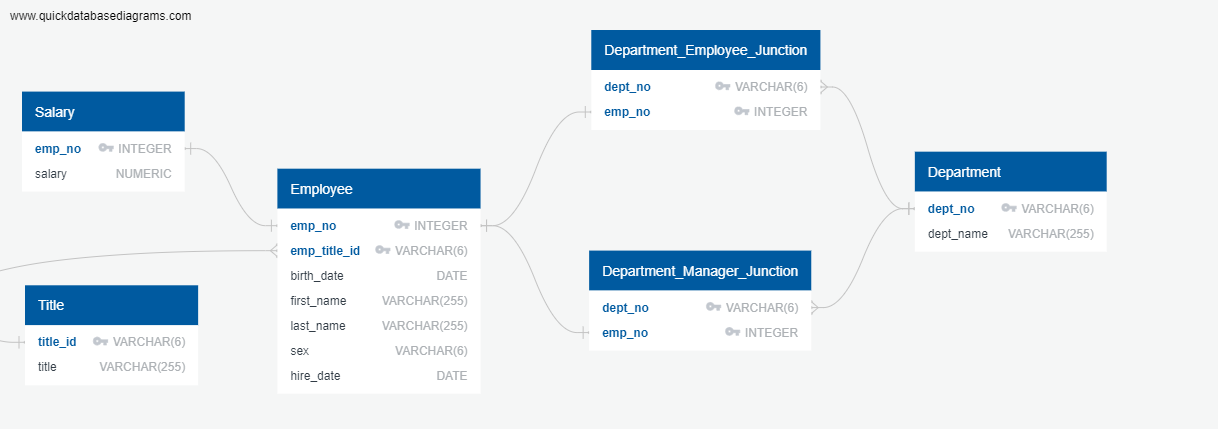 www.quickdatabasediagrams.com
Salary
emp_no INTEGER
salary NUMERIC
Title
title_id VARCHAR(6)
title VARCHAR(255)
Employee
emp_no INTEGER
emp_title_id VARCHAR(6)
birth_date DATE
first_name VARCHAR(255)
last_name VARCHAR(255)
sex VARCHAR(6)
hire_date DATE
Department_Employee_Junction
dept_no VARCHAR(6)
emp_no INTEGER
Department_Manager_Junction
dept_no VARCHAR(6)
emp_no INTEGER
Department
dept_no VARCHAR(6)
dept_name VARCHAR(255)